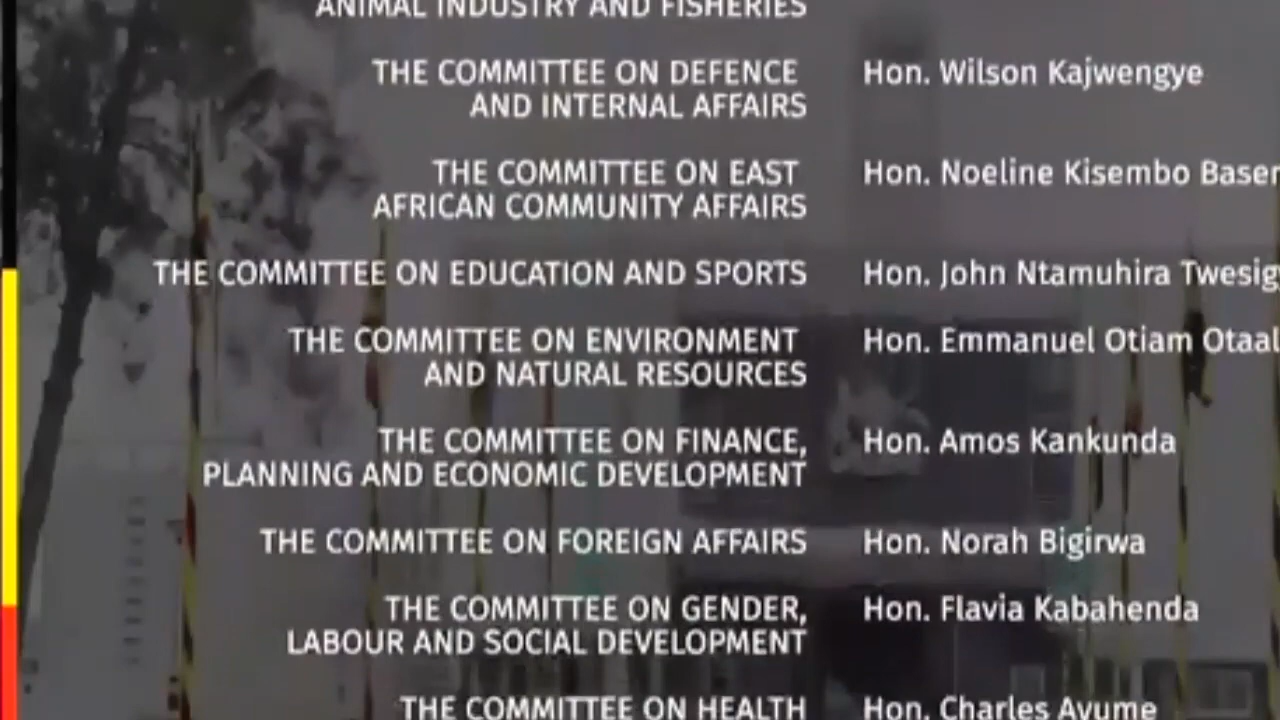 ANIMAL INDUSTRY AND FISHERIES
THE COMMITTEE ON DEFENCE Hon. Wilson Kajwengye
AND INTERNAL AFFAIRS
THE COMMITTEE ON EAST Hon. Noeline Kisembo
AFRICAN COMMUNITY AFFAIRS
THE COMMITTEE ON EDUCATION AND SPORTS Hon. John Ntamuhira
THE COMMITTEE ON ENVIRONMENT Hon. Emmanuel Otiam
AND NATURAL RESOURCES
THE COMMITTEE ON FINANCE, Hon. Amos Kankunda
PLANNING AND ECONOMIC DEVELOPMENT
THE COMMITTEE ON FOREIGN AFFAIRS Hon. Norah Bigirwa
THE COMMITTEE ON GENDER, Hon. Flavia Kabahenda
LABOUR AND SOCIAL DEVELOPMENT
THE COMMITTEE ON HEALTH Hon. Charles Ayume